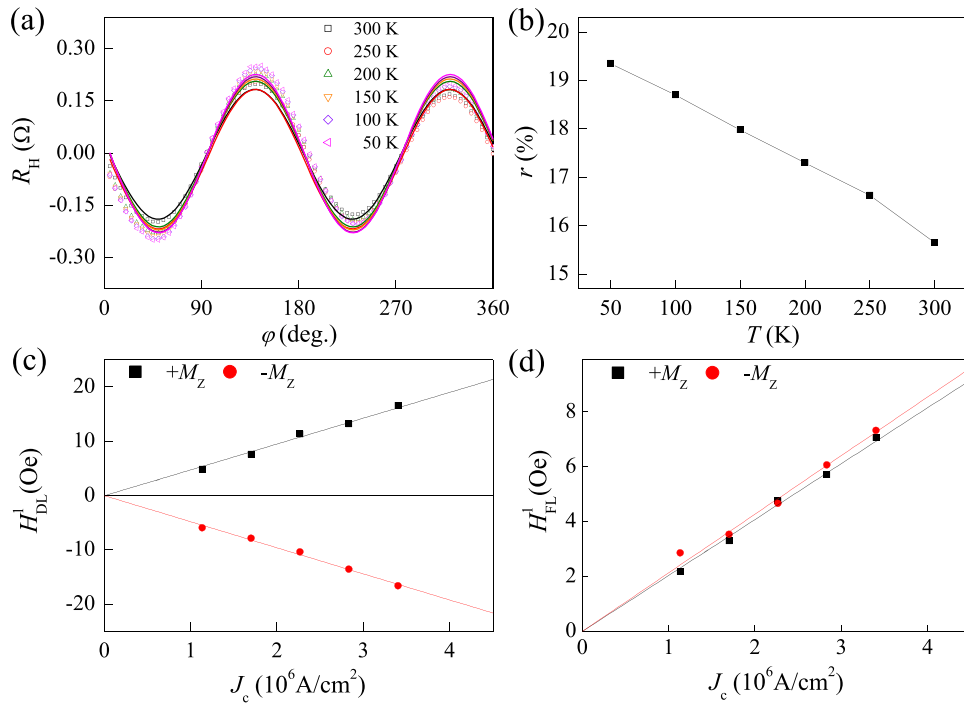 (a)
0.30
0.15
0.00
-0.15
-0.30
R_H (Ω)
300 K
250 K
200 K
150 K
100 K
50 K
0 90 180 270 360
φ (deg.)
(b)
20
19
18
17
16
15
r (%)
50 100 150 200 250 300
T (K)
(c)
+M_Z -M_Z
20
10
0
-10
-20
H^1_DL (Oe)
0 1 2 3 4
J_c (10^6 A/cm^2)
(d)
+M_Z -M_Z
8
6
4
2
0
H^1_FL (Oe)
0 1 2 3 4
J_c (10^6 A/cm^2)